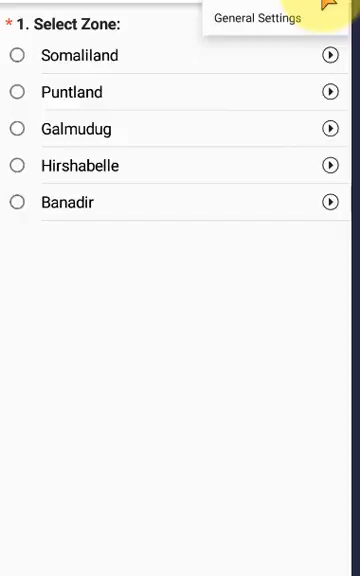 * 1. Select Zone:
General Settings
Somaliland
Puntland
Galmudug
Hirshabelle
Banadir